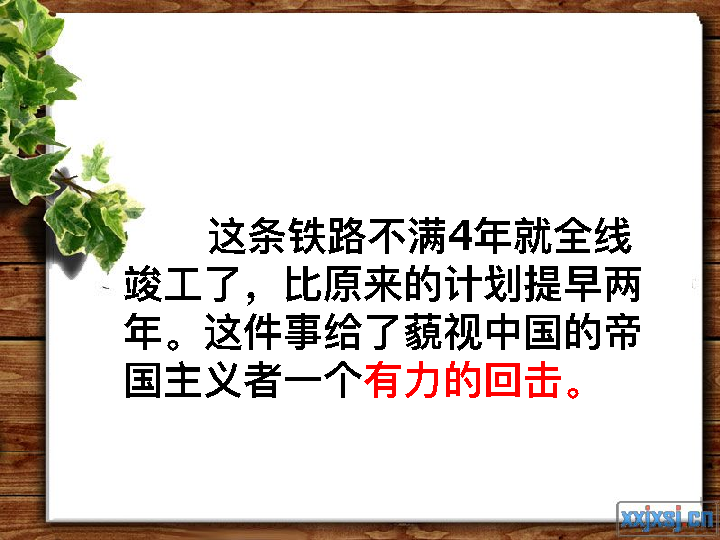 这条铁路不满4年就全线
竣工了，比原来的计划提早两
年。这件事给了藐视中国的帝
国主义者一个有力的回击。
xxjxsj.cn